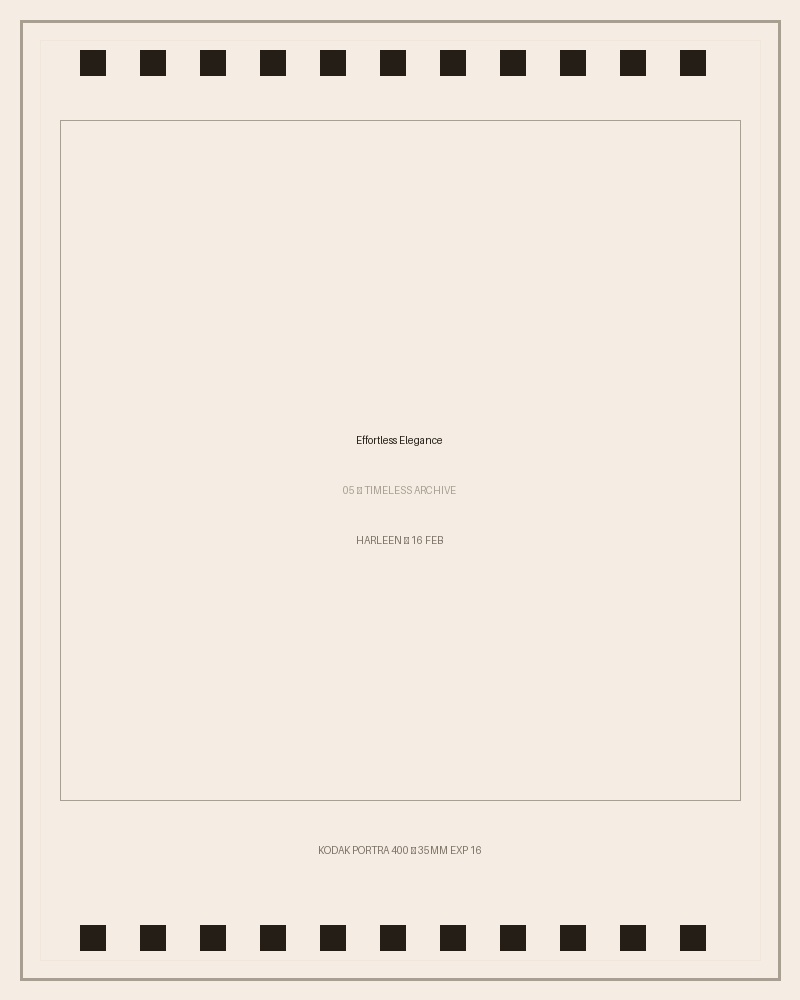 Effortless Elegance
05 ▯ TIMELESS ARCHIVE
HARLEEN ▯ 16 FEB
KODAK PORTRA 400 ▯ 35MM EXP 16